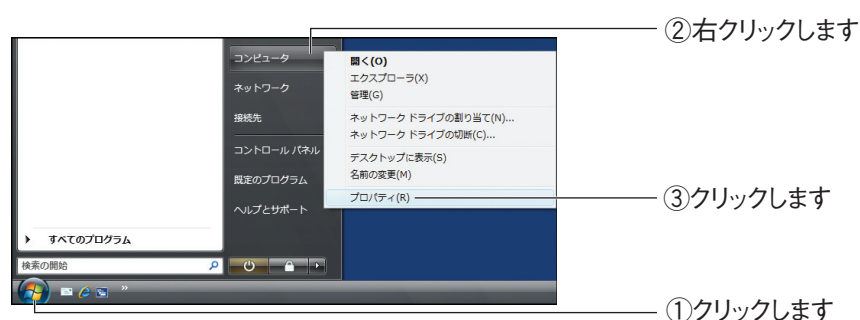 ②右クリックします
コンピュータ
ネットワーク
接続先
コントロール パネル
既定のプログラム
ヘルプとサポート
開く(O)
エクスプローラ(X)
管理(G)
ネットワーク ドライブの割り当て(N)...
ネットワーク ドライブの切断(C)...
デスクトップに表示(S)
名前の変更(M)
プロパティ(R)
③クリックします
すべてのプログラム
検索の開始
①クリックします